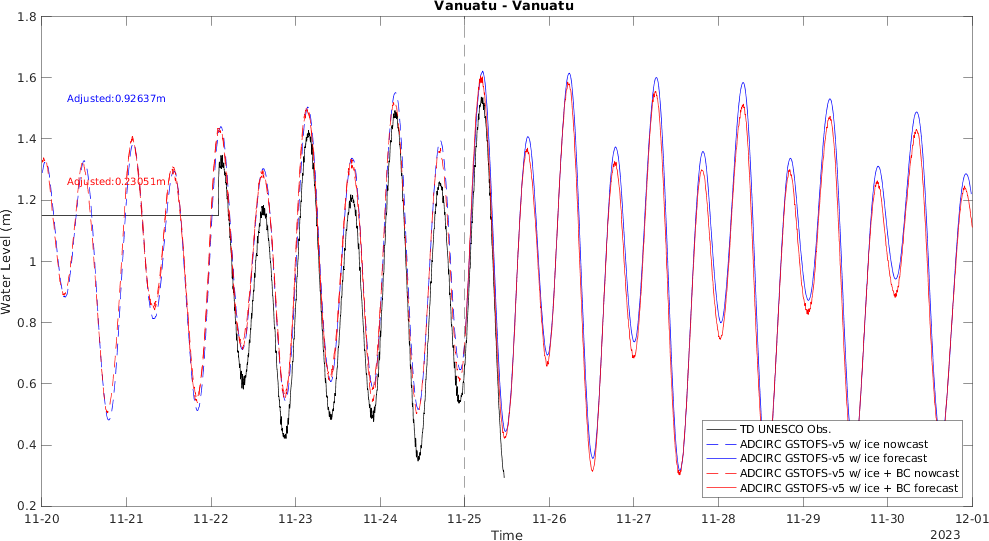 Vanuatu - Vanuatu
1.8
1.6
1.4
1.2
1
0.8
0.6
0.4
0.2
Water Level (m)
Adjusted:0.92637m
Adjusted:0.23051m
TD UNESCO Obs.
ADCIRC GSTOFS-v5 w/ ice nowcast
ADCIRC GSTOFS-v5 w/ ice forecast
ADCIRC GSTOFS-v5 w/ ice + BC nowcast
ADCIRC GSTOFS-v5 w/ ice + BC forecast
11-20 11-21 11-22 11-23 11-24 11-25 11-26 11-27 11-28 11-29 11-30 12-01
Time
2023